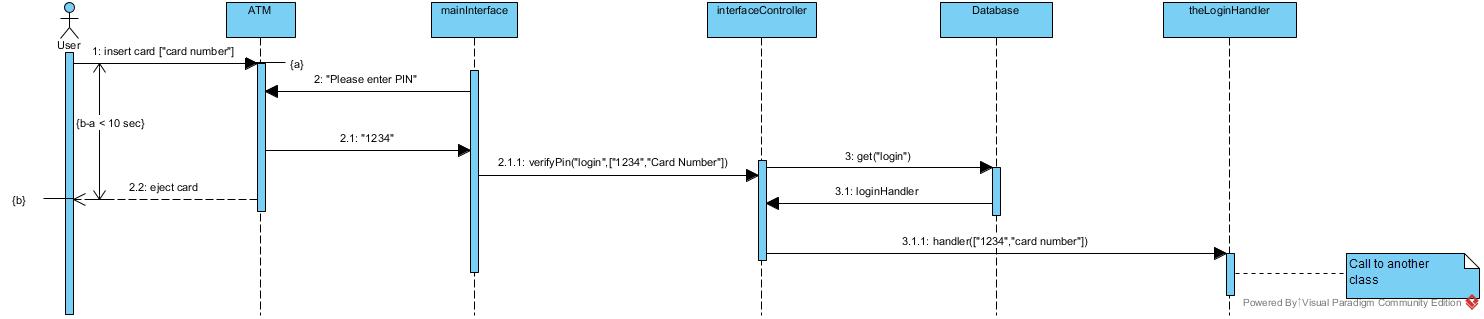 ATM
mainInterface
interfaceController
Database
theLoginHandler
User
1: insert card ["card number"]
{a}
2: "Please enter PIN"
{b-a < 10 sec}
2.1: "1234"
2.1.1: verifyPin("login",["1234","Card Number"])
3: get("login")
2.2: eject card
3.1: loginHandler
{b}
3.1.1: handler(["1234","card number"])
Call to another
class
Powered By Visual Paradigm Community Edition